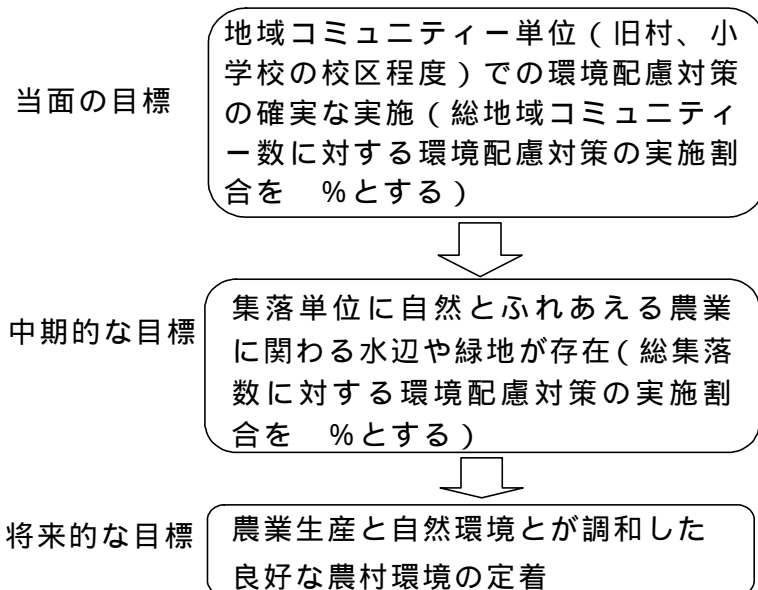 当面の目標
地域コミュニティー単位(旧村、小
学校の校区程度)での環境配慮対策
の確実な実施(総地域コミュニティ
ー数に対する環境配慮対策の実施割
合を　%とする)
中期的な目標
集落単位に自然とふれあえる農業
に関わる水辺や緑地が存在(総集落
数に対する環境配慮対策の実施割
合を　%とする)
将来的な目標
農業生産と自然環境とが調和した
良好な農村環境の定着